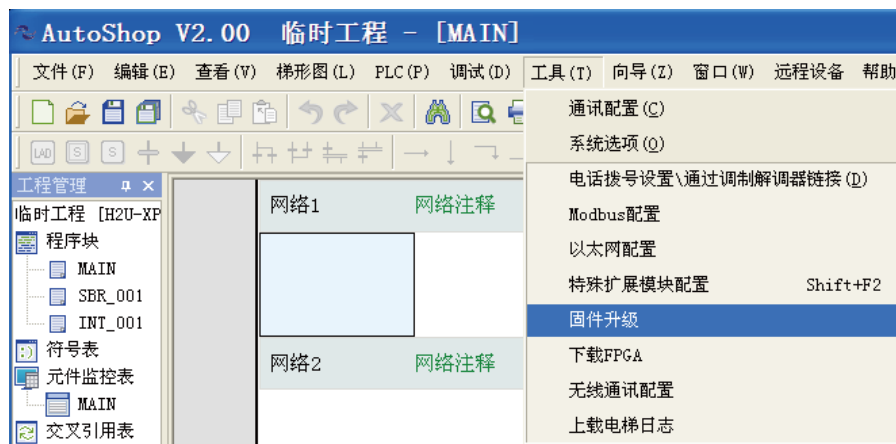 AutoShop V2.00 临时工程 - [MAIN]
文件(F) 编辑(E) 查看(V) 梯形图(L) PLC(P) 调试(D) 工具(T) 向导(Z) 窗口(W) 远程设备 帮助
通讯配置(C)
LAD S S
系统选项(O)
工程管理
电话拨号设置\通过调制解调器链接(D)
临时工程 [H2U-XP
网络1 网络注释
Modbus配置
程序块
以太网配置
MAIN
特殊扩展模块配置 Shift+F2
SBR_001
固件升级
INT_001
符号表
网络2 网络注释
下载FPGA
元件监控表
无线通讯配置
MAIN
上载电梯日志
交叉引用表